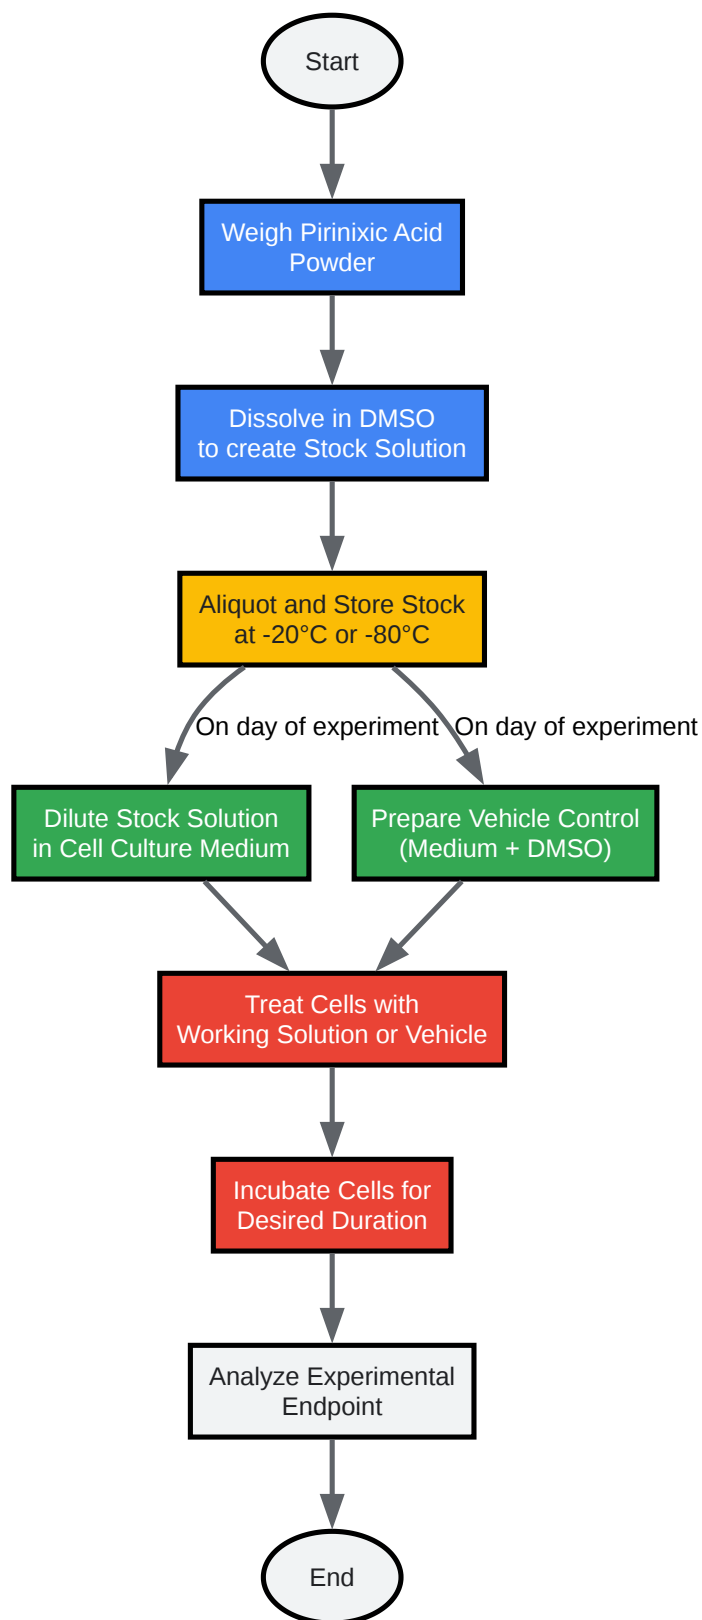 Start
Weigh Pirinixic Acid
Powder
Dissolve in DMSO
to create Stock Solution
Aliquot and Store Stock
at -20°C or -80°C
On day of experiment
On day of experiment
Dilute Stock Solution
in Cell Culture Medium
Prepare Vehicle Control
(Medium + DMSO)
Treat Cells with
Working Solution or Vehicle
Incubate Cells for
Desired Duration
Analyze Experimental
Endpoint
End